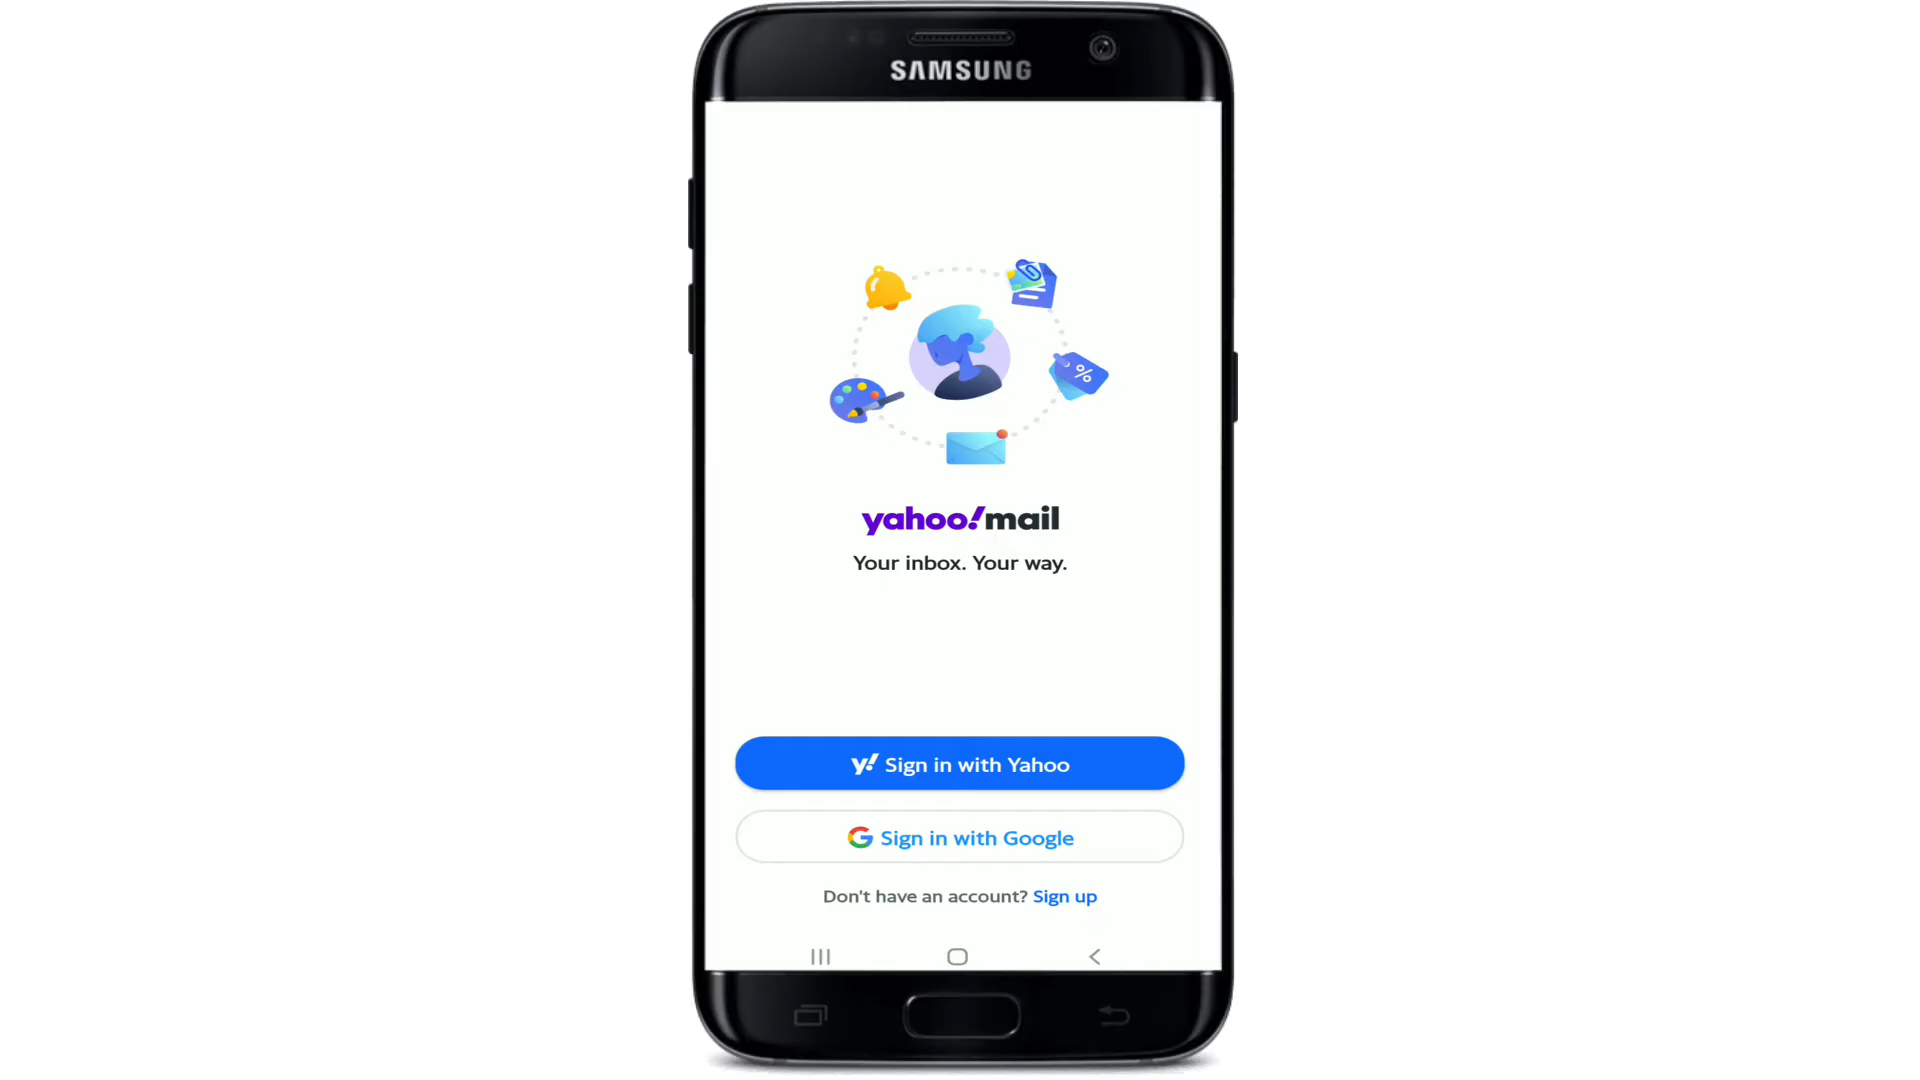 SAMSUNG
%
yahoo!mail
Your inbox. Your way.
y! Sign in with Yahoo
G Sign in with Google
Don't have an account? Sign up